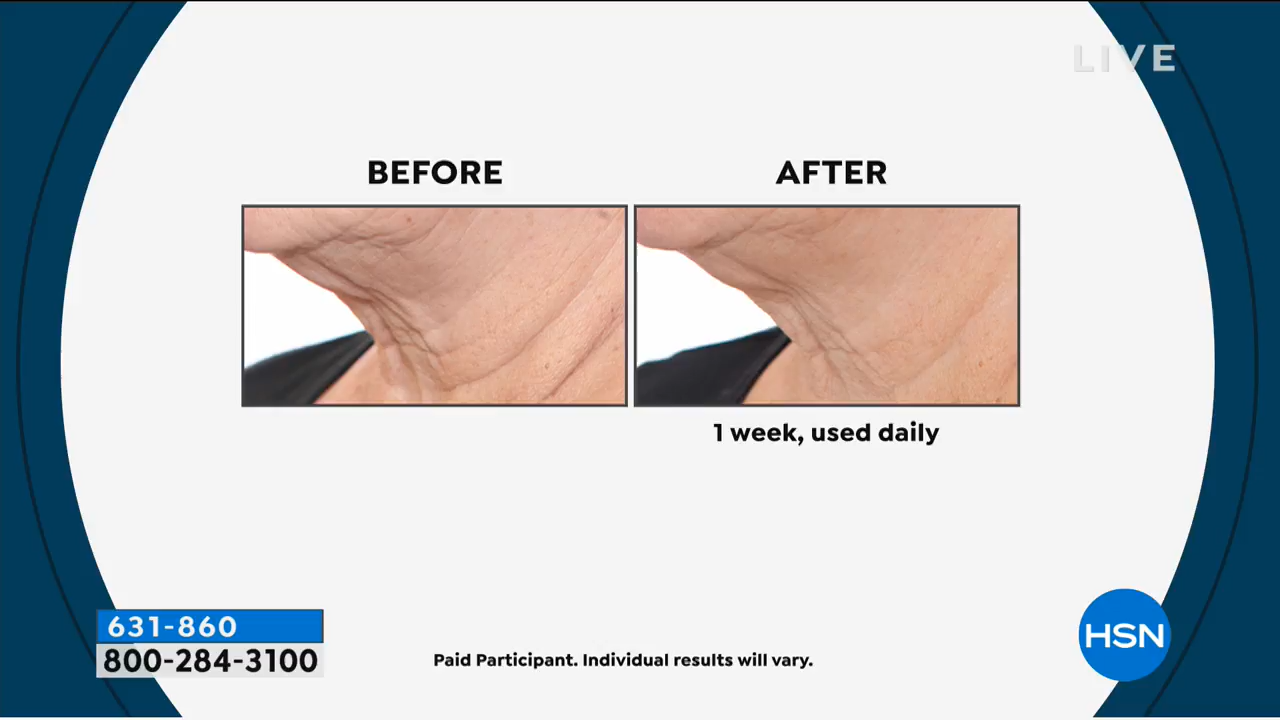 LIVE
BEFORE
AFTER
1 week, used daily
631-860
800-284-3100
Paid Participant. Individual results will vary.
HSN